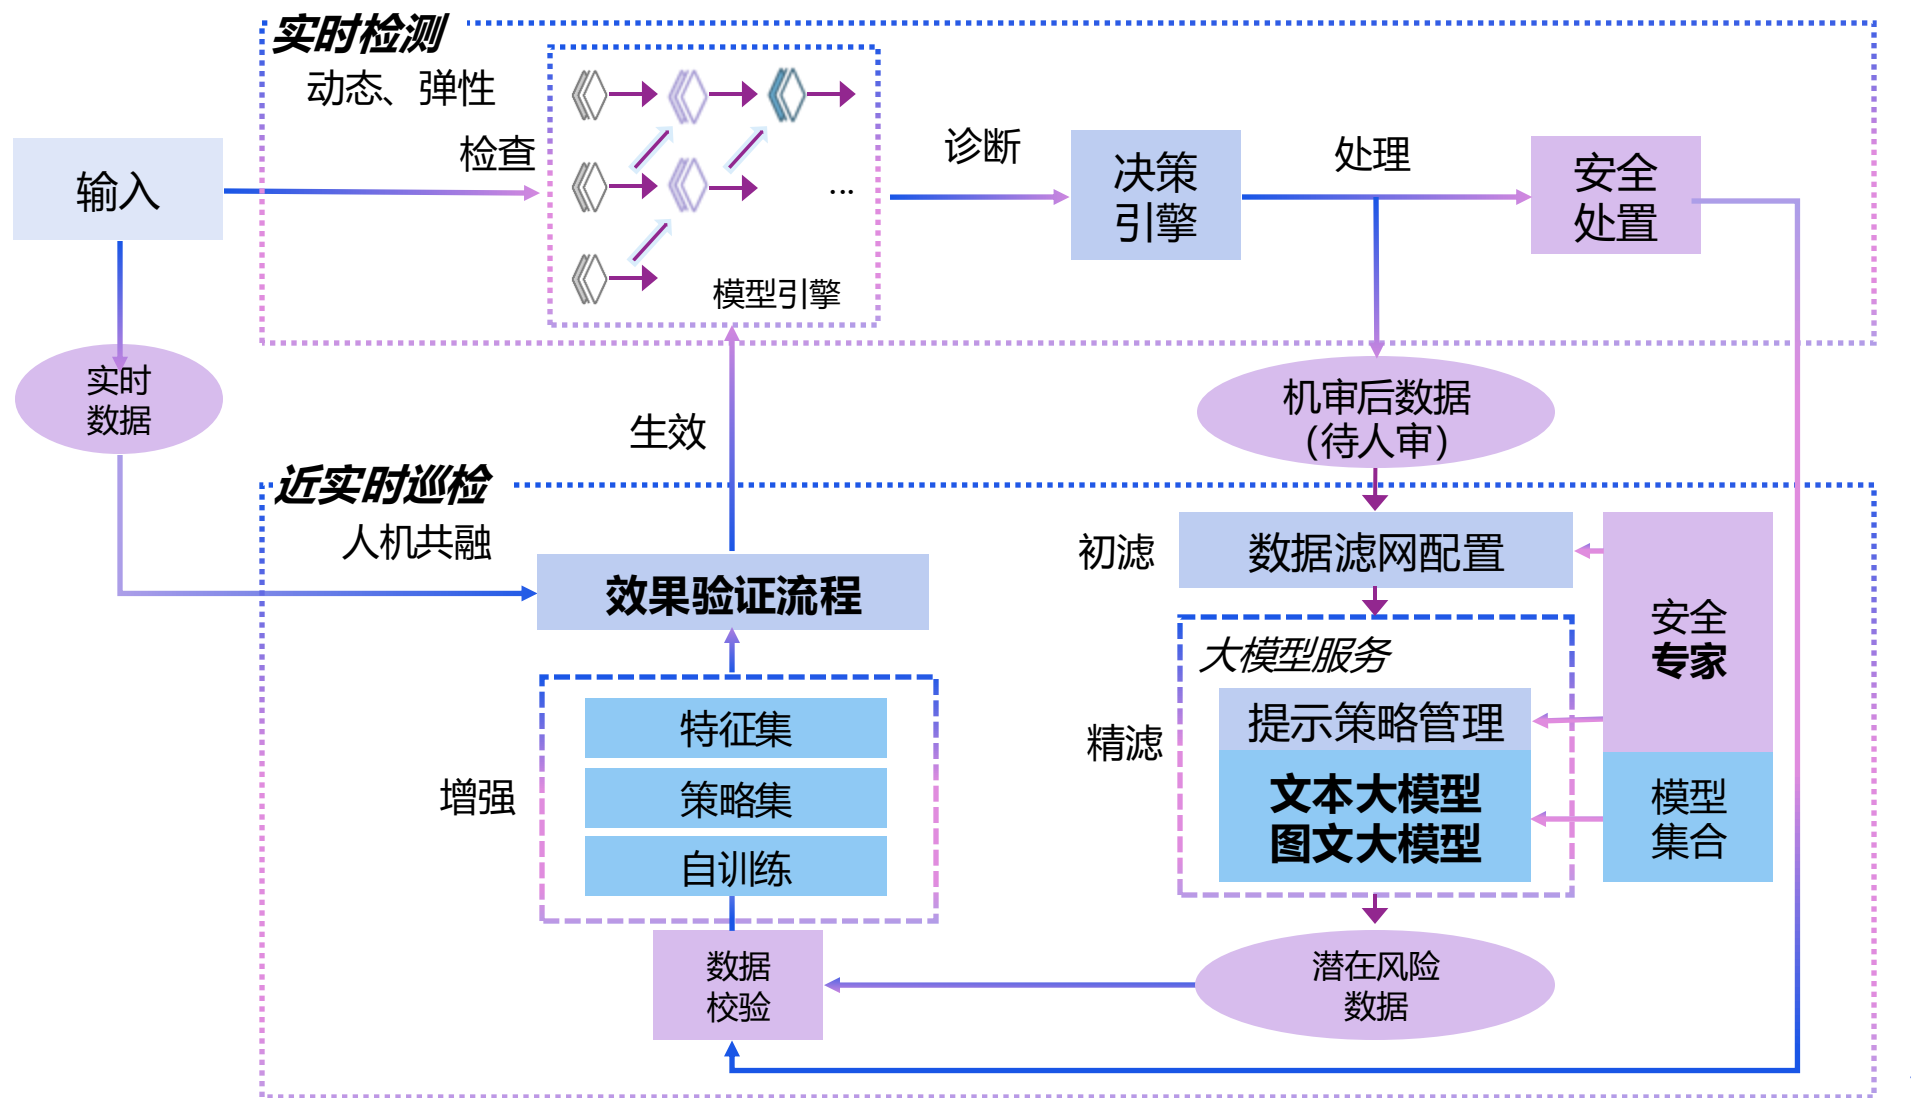 实时检测
动态、弹性
检查
输入
...
模型引擎
诊断
决策
引擎
处理
安全
处置
实时
数据
生效
机审后数据
（待人审）
近实时巡检
人机共融
效果验证流程
初滤
数据滤网配置
安全
专家
大模型服务
提示策略管理
精滤
文本大模型
图文大模型
模型
集合
特征集
增强
策略集
自训练
数据
校验
潜在风险
数据